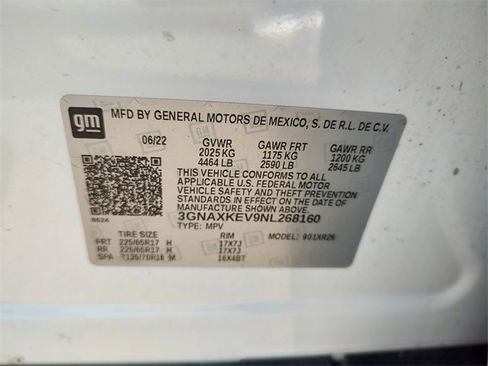 gm
MFD BY GENERAL MOTORS DE MEXICO, S. DE R.L. DE C.V.
06/22 GVWR GAWR FRT GAWR RR
2025 KG 1175 KG 1200 KG
4464 LB 2590 LB 2645 LB
THIS VEHICLE CONFORMS TO ALL
APPLICABLE U.S. FEDERAL MOTOR
VEHICLE SAFETY AND THEFT PREVENTION
STANDARDS IN EFFECT ON THE DATE OF
MANUFACTURE SHOWN ABOVE.
3GNAXKEV9NL268160
TYPE: MPV
TIRE SIZE RIM MODEL:
FRT 225/65R17 H 17X7J
RR 225/65R17 H 17X7J
SPA T135/70R16 M 16X4BT